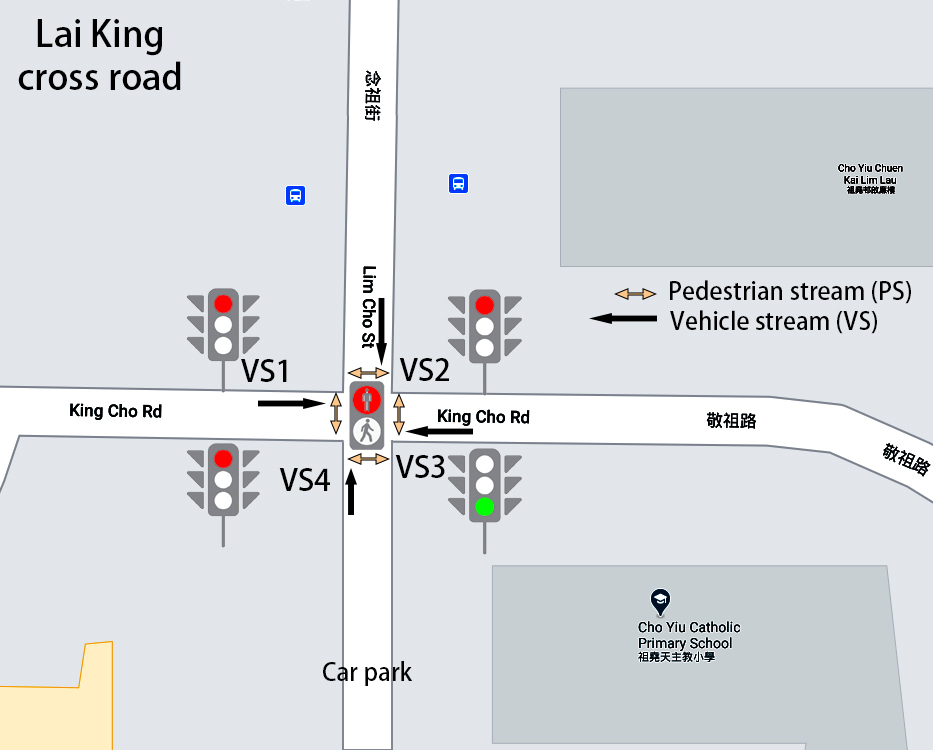 Lai King
cross road
念祖街
Cho Yiu Chuen
Kai Lim Lau
祖堯邨啟廉樓
Lim Cho St
Pedestrian stream (PS)
Vehicle stream (VS)
VS1
VS2
King Cho Rd
King Cho Rd
敬祖路
敬祖路
VS4
VS3
Cho Yiu Catholic
Primary School
祖堯天主教小學
Car park